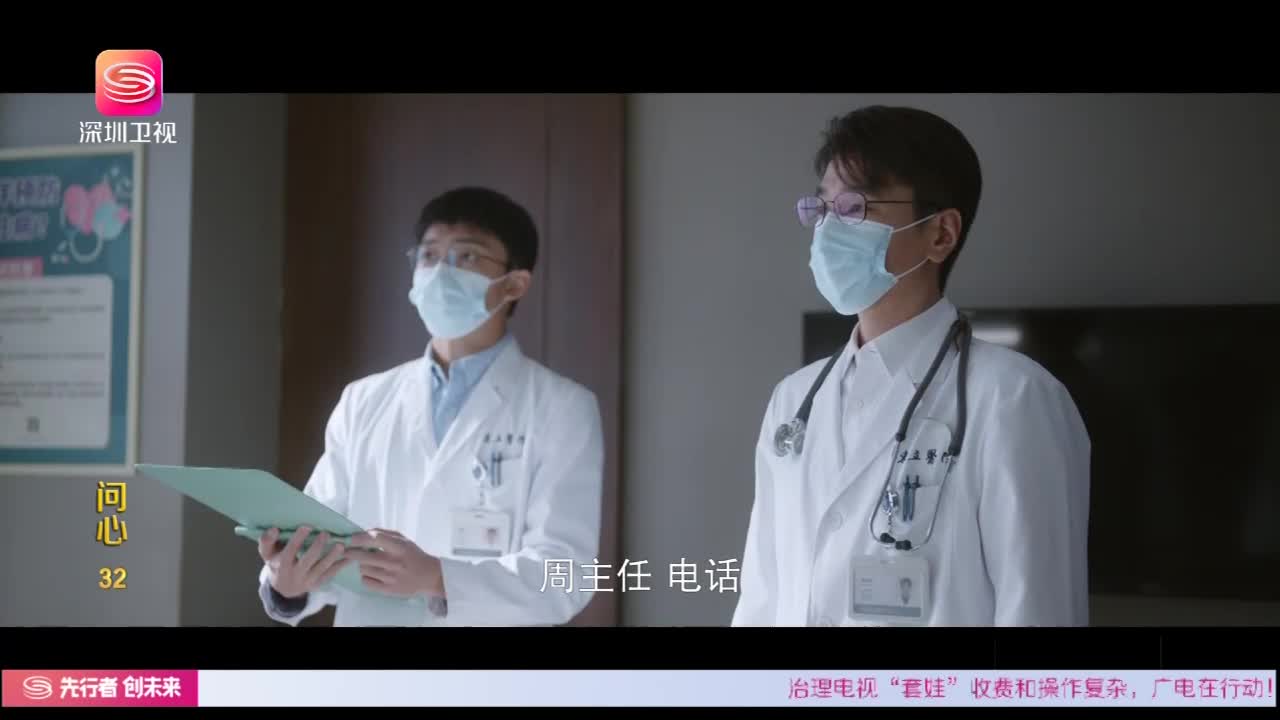 深圳卫视
问心
32
周主任 电话
先行者 创未来
治理电视“套娃”收费和操作复杂，广电在行动！